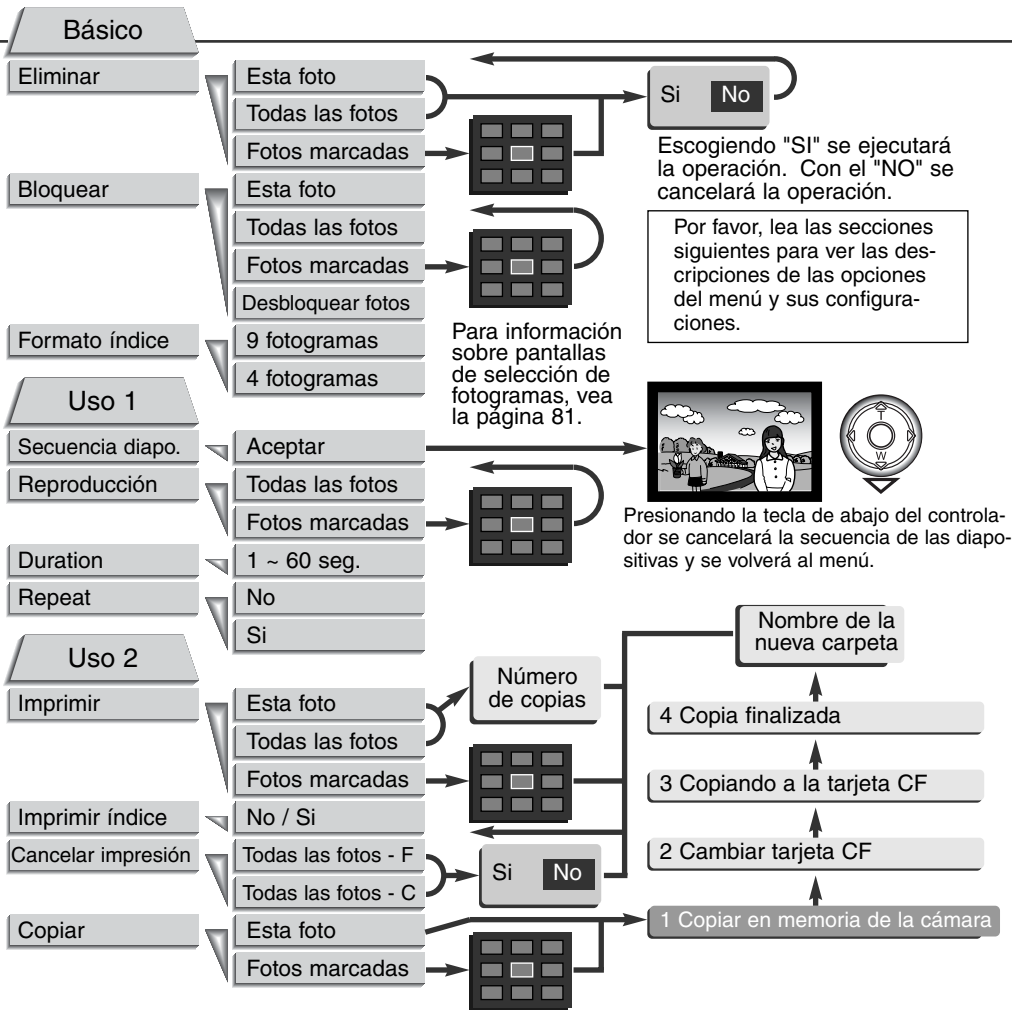 Básico
Eliminar
Esta foto
Todas las fotos
Fotos marcadas
Si No
Escogiendo "SI" se ejecutará
la operación. Con el "NO" se
cancelará la operación.
Bloquear
Esta foto
Todas las fotos
Fotos marcadas
Desbloquear fotos
Por favor, lea las secciones
siguientes para ver las des-
cripciones de las opciones
del menú y sus configura-
ciones.
Formato índice
9 fotogramas
4 fotogramas
Para información
sobre pantallas
de selección de
fotogramas, vea
la página 81.
Uso 1
Secuencia diapo.
Aceptar
T
W
Reproducción
Todas las fotos
Fotos marcadas
Presionando la tecla de abajo del controla-
dor se cancelará la secuencia de las diapo-
sitivas y se volverá al menú.
Duration
1 ~ 60 seg.
Repeat
No
Si
Uso 2
Imprimir
Esta foto
Todas las fotos
Fotos marcadas
Número
de copias
Imprimir índice
No / Si
Cancelar impresión
Todas las fotos - F
Todas las fotos - C
Si No
Copiar
Esta foto
Fotos marcadas
Nombre de la
nueva carpeta
4 Copia finalizada
3 Copiando a la tarjeta CF
2 Cambiar tarjeta CF
1 Copiar en memoria de la cámara